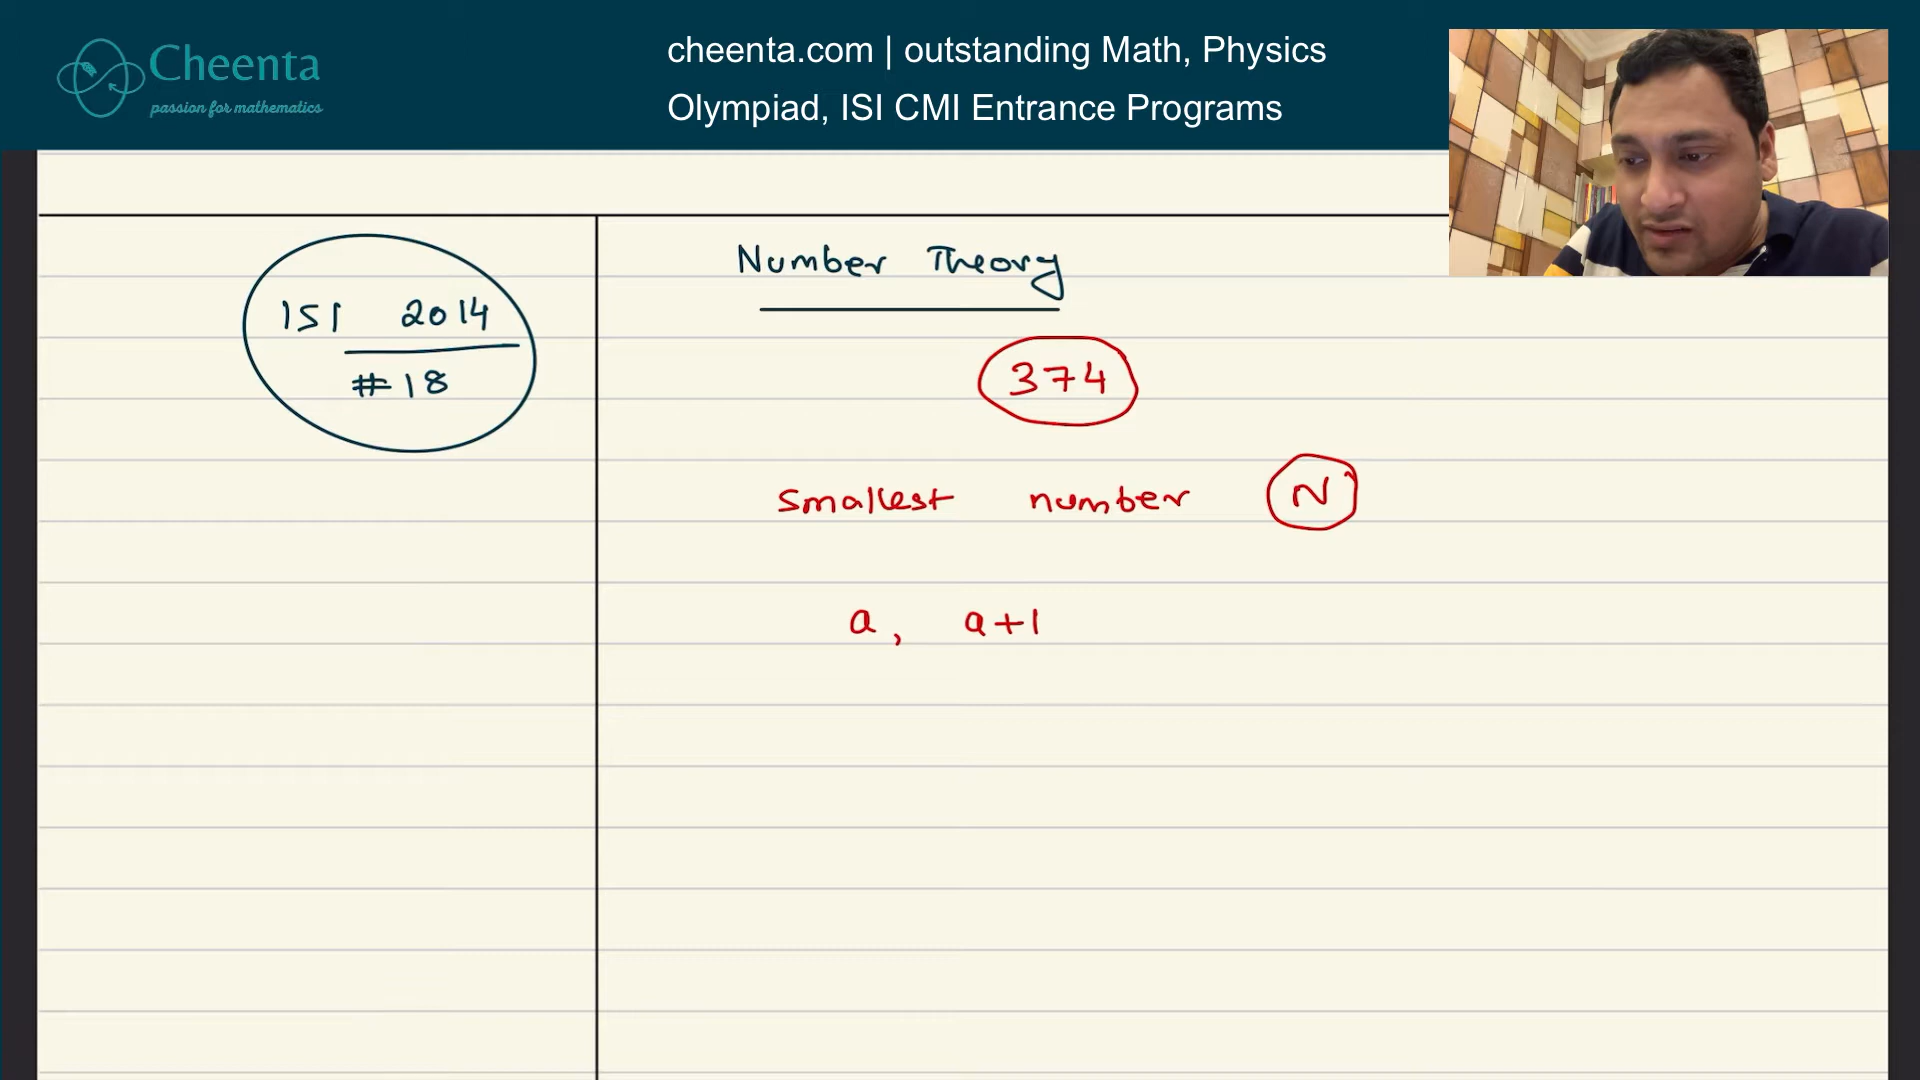 Cheenta
passion for mathematics
cheenta.com | outstanding Math, Physics
Olympiad, ISI CMI Entrance Programs
ISI 2014
#18
Number Theory
374
smallest number N
a, a+1